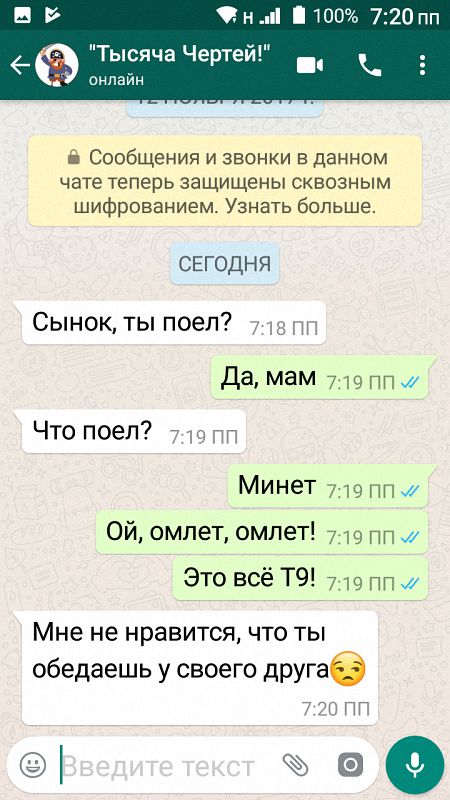 Н 100% 7:20 ПП
"Тысяча Чертей!"
онлайн
12 НОЯБРЯ 2017 Г.
Сообщения и звонки в данном
чате теперь защищены сквозным
шифрованием. Узнать больше.
СЕГОДНЯ
Сынок, ты поел? 7:18 ПП
Да, мам 7:19 ПП
Что поел? 7:19 ПП
Минет 7:19 ПП
Ой, омлет, омлет! 7:19 ПП
Это всё Т9! 7:19 ПП
Мне не нравится, что ты
обедаешь у своего друга😒
7:20 ПП
Введите текст